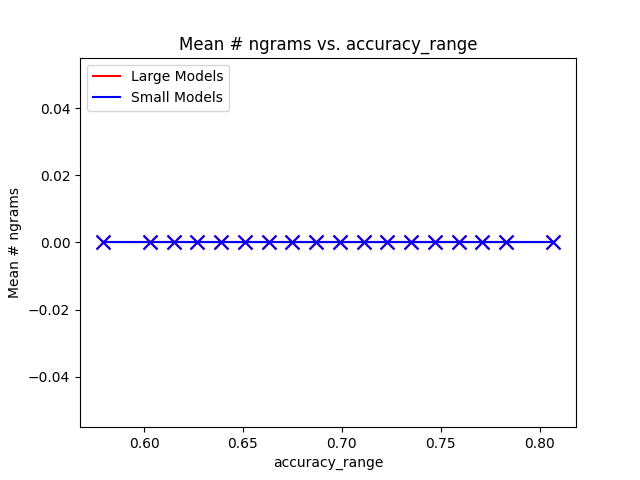 Mean # ngrams vs. accuracy_range
Large Models
Small Models
0.04
0.02
0.00
−0.02
−0.04
Mean # ngrams
0.60
0.65
0.70
0.75
0.80
accuracy_range